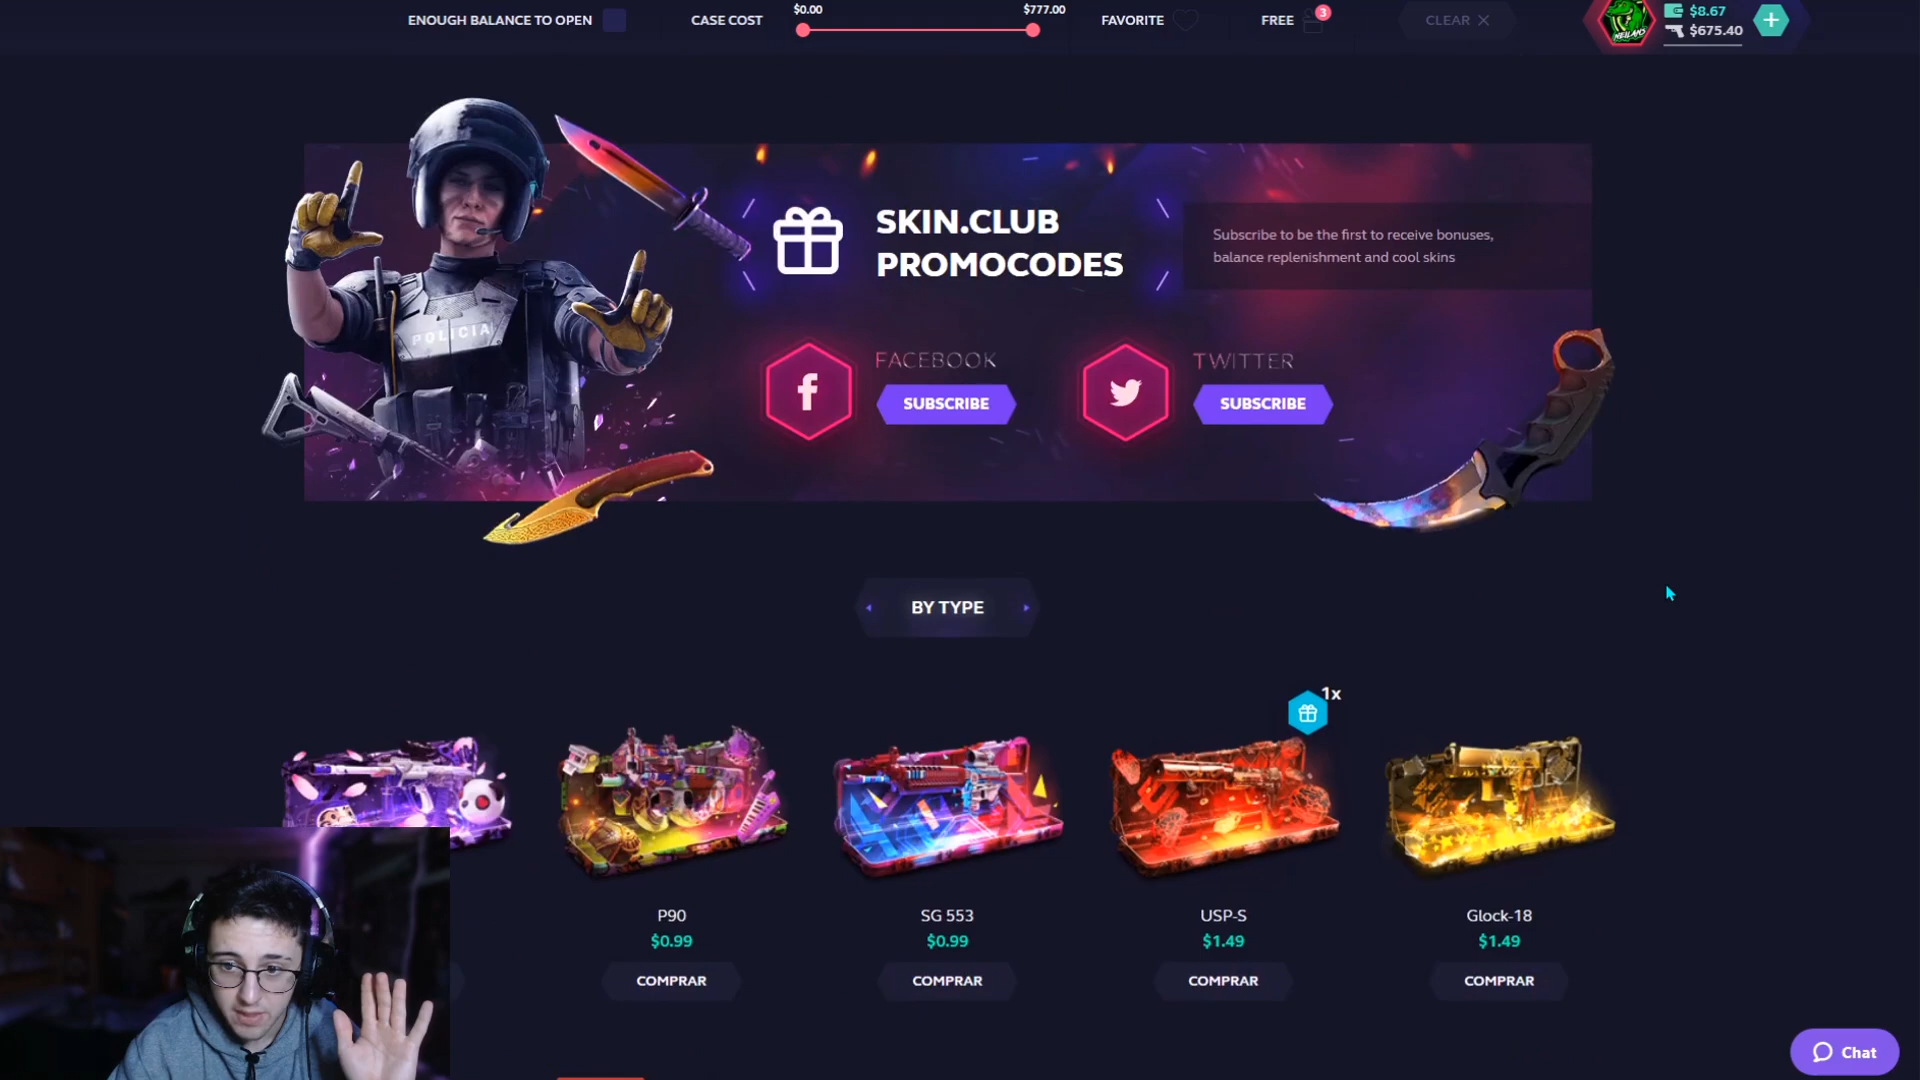 ENOUGH BALANCE TO OPEN
CASE COST
$0.00
$777.00
FAVORITE
FREE
3
CLEAR
$8.67
$675.40
POLICIA
SKIN.CLUB
PROMOCODES
Subscribe to be the first to receive bonuses,
balance replenishment and cool skins
FACEBOOK
SUBSCRIBE
TWITTER
SUBSCRIBE
BY TYPE
1x
P90
$0.99
COMPRAR
SG 553
$0.99
COMPRAR
USP-S
$1.49
COMPRAR
Glock-18
$1.49
COMPRAR
Chat